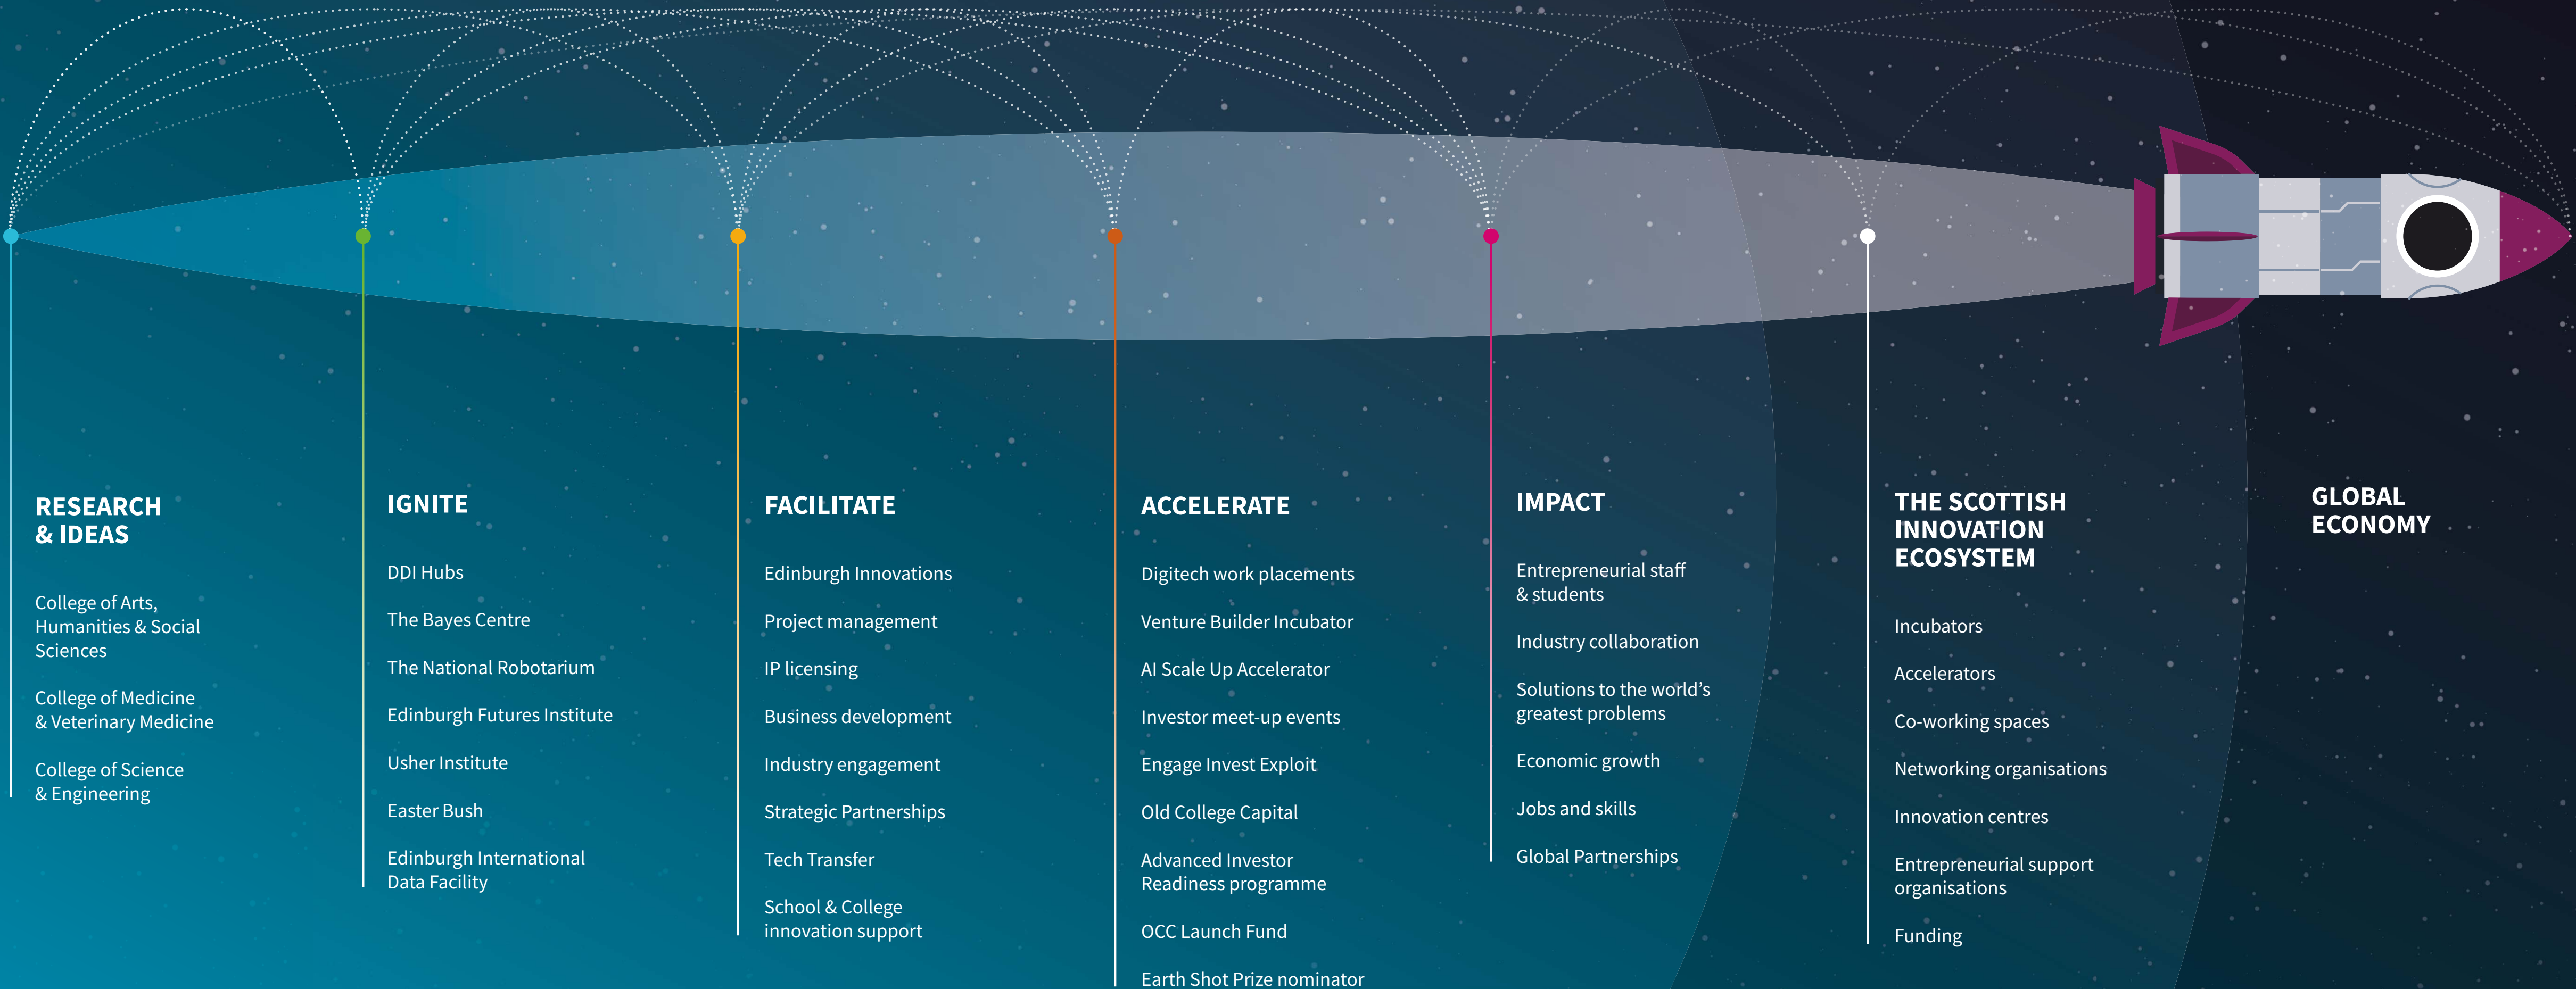 RESEARCH
& IDEAS
College of Arts,
Humanities & Social
Sciences
College of Medicine
& Veterinary Medicine
College of Science
& Engineering
IGNITE
DDI Hubs
The Bayes Centre
The National Robotarium
Edinburgh Futures Institute
Usher Institute
Easter Bush
Edinburgh International
Data Facility
FACILITATE
Edinburgh Innovations
Project management
IP licensing
Business development
Industry engagement
Strategic Partnerships
Tech Transfer
School & College
innovation support
ACCELERATE
Digitech work placements
Venture Builder Incubator
AI Scale Up Accelerator
Investor meet-up events
Engage Invest Exploit
Old College Capital
Advanced Investor
Readiness programme
OCC Launch Fund
Earth Shot Prize nominator
IMPACT
Entrepreneurial staff
& students
Industry collaboration
Solutions to the world’s
greatest problems
Economic growth
Jobs and skills
Global Partnerships
THE SCOTTISH
INNOVATION
ECOSYSTEM
Incubators
Accelerators
Co-working spaces
Networking organisations
Innovation centres
Entrepreneurial support
organisations
Funding
GLOBAL
ECONOMY